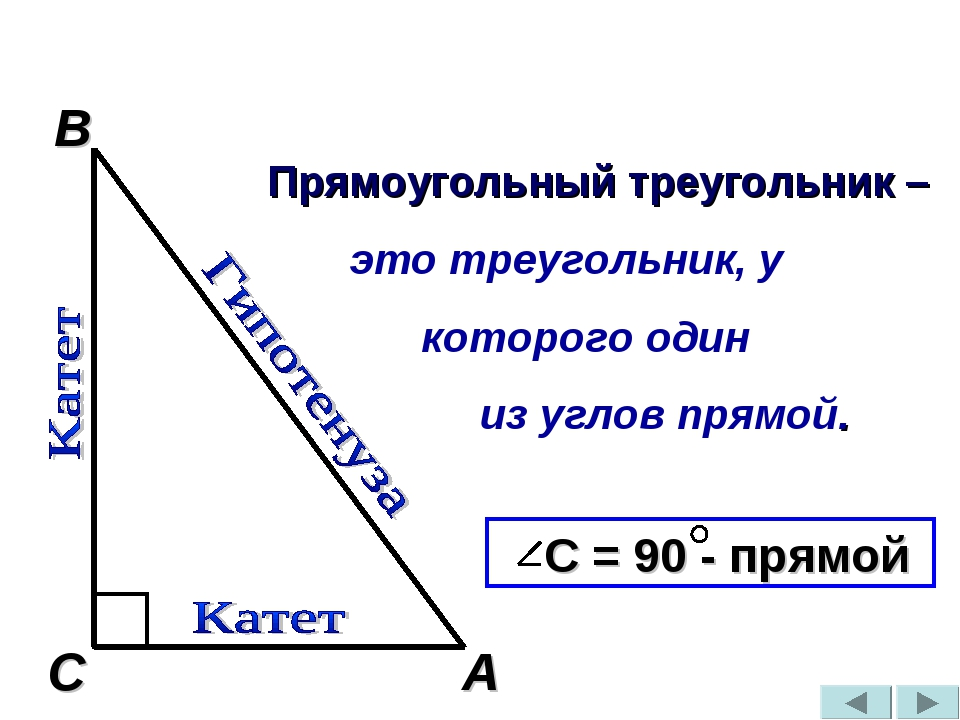 В
Прямоугольный треугольник –
это треугольник, у
которого один
из углов прямой.
Катет
Гипотенуза
∠С = 90° - прямой
Катет
С
А